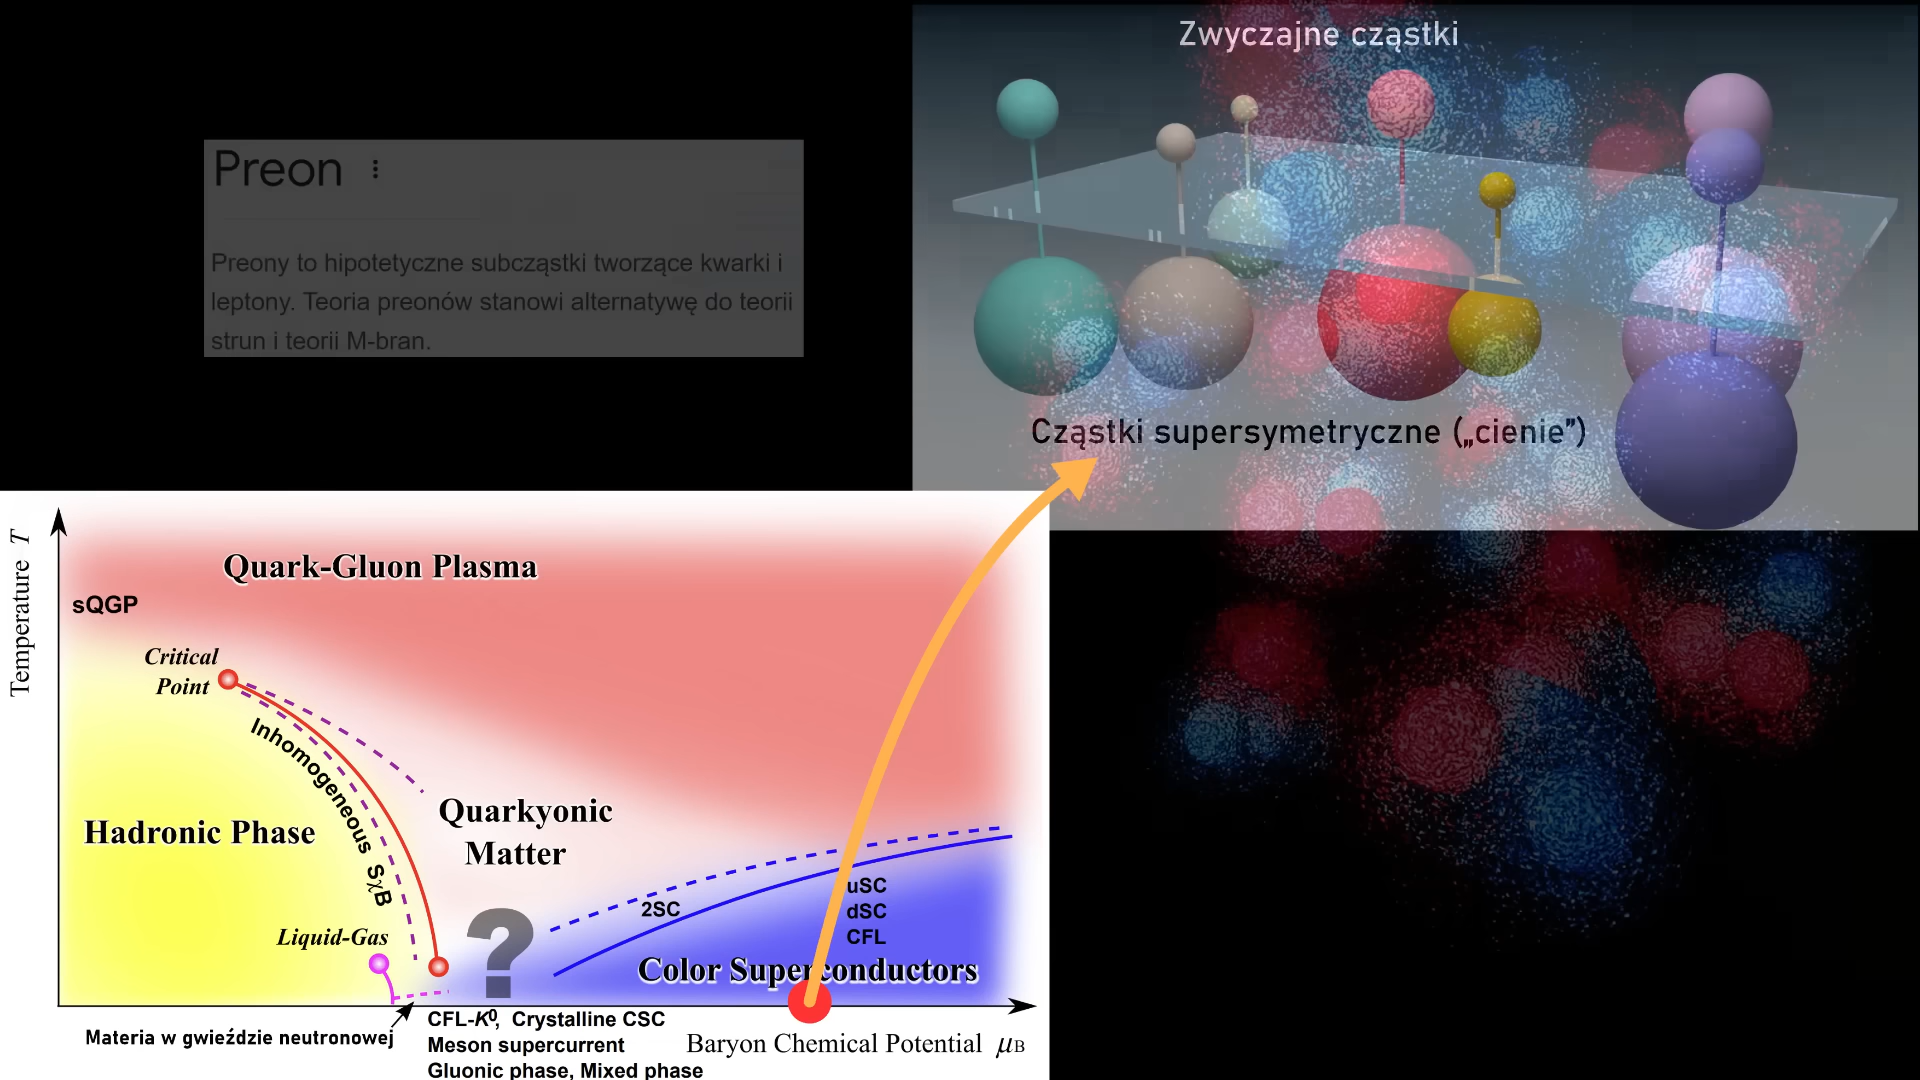 Preon
Preony to hipotetyczne subcząstki tworzące kwarki i
leptony. Teoria preonów stanowi alternatywę do teorii
strun i teorii M-bran.
Zwyczajne cząstki
Cząstki supersymetryczne („cienie”)
Temperature T
Quark-Gluon Plasma
sQGP
Critical
Point
Inhomogeneous SχB
Hadronic Phase
Quarkyonic
Matter
Liquid-Gas
?
2SC
uSC
dSC
CFL
Color Superconductors
Materia w gwieździe neutronowej
CFL-K⁰, Crystalline CSC
Meson supercurrent
Gluonic phase, Mixed phase
Baryon Chemical Potential μB